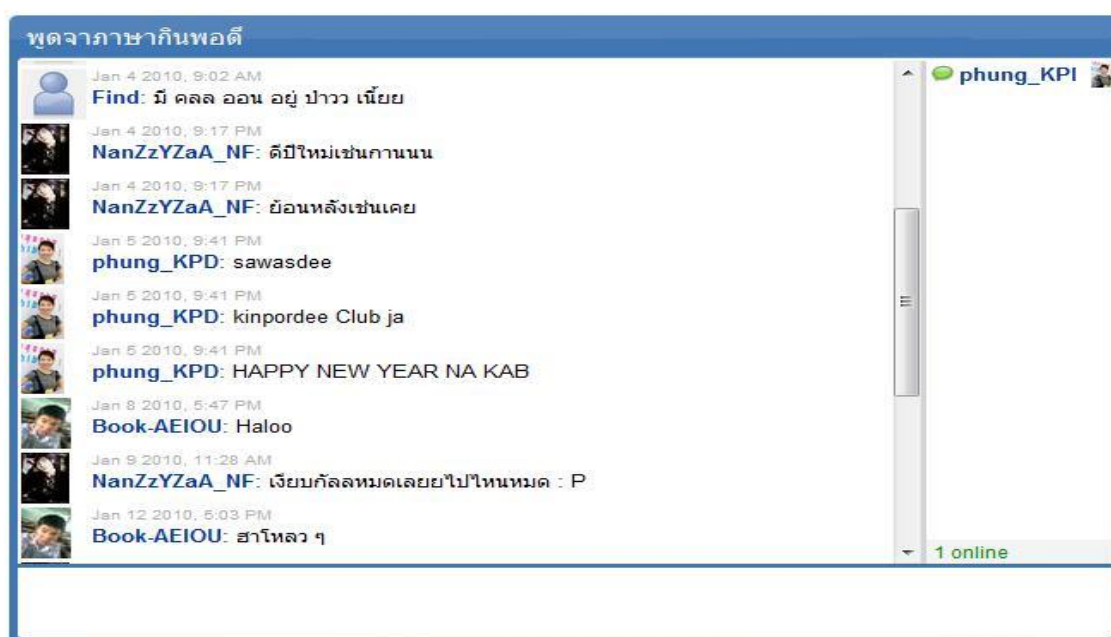 พูดจาภาษากินพอดี
Jan 4 2010, 9:02 AM
Find: มี คลล ออน อยู่ ป่าวว เนี้ยย
phung_KPI
Jan 4 2010, 9:17 PM
NanZzYZaA_NF: ดีปีใหม่เช่นกานนน
Jan 4 2010, 9:17 PM
NanZzYZaA_NF: ย้อนหลังเช่นเคย
Jan 5 2010, 9:41 PM
phung_KPD: sawasdee
Jan 5 2010, 9:41 PM
phung_KPD: kinpordee Club ja
Jan 5 2010, 9:41 PM
phung_KPD: HAPPY NEW YEAR NA KAB
Jan 8 2010, 5:47 PM
Book-AEIOU: Haloo
Jan 9 2010, 11:28 AM
NanZzYZaA_NF: เงียบกัลลหมดเลยยไปไหนหมด : P
Jan 12 2010, 5:03 PM
Book-AEIOU: ฮาโหลว ๆ
1 online